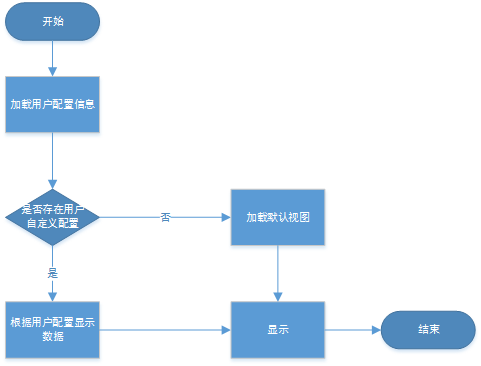 开始
加载用户配置信息
是否存在用户
自定义配置
否
加载默认视图
是
根据用户配置显示
数据
显示
结束